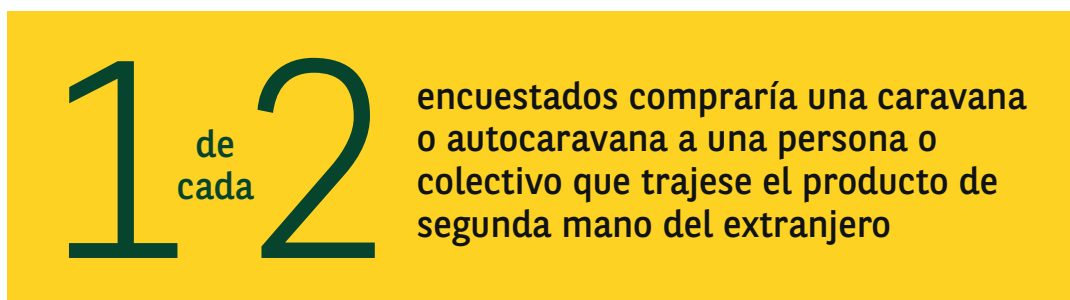 1 de cada 2
encuestados compraría una caravana
o autocaravana a una persona o
colectivo que trajese el producto de
segunda mano del extranjero